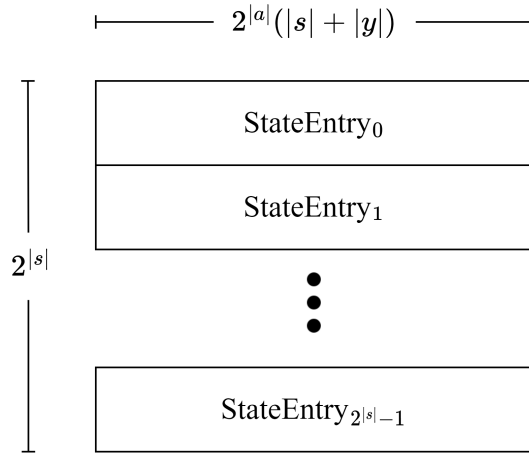 2^{|a|}(|s| + |y|)
StateEntry_0
StateEntry_1
2^{|s|}
StateEntry_{2^{|s|}-1}